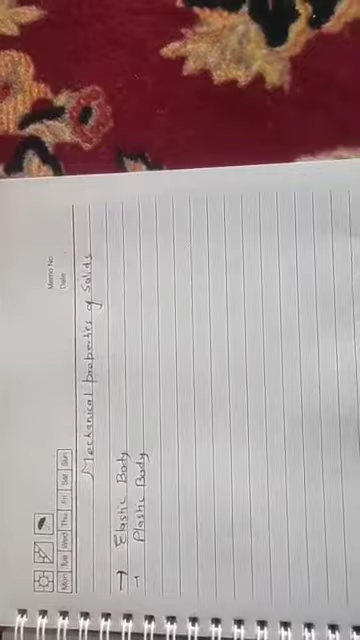 Memo No.
Date
Mon Tue Wed Thu Fri Sat Sun
Mechanical properties of Solids
→ Elastic Body
→ Plastic Body